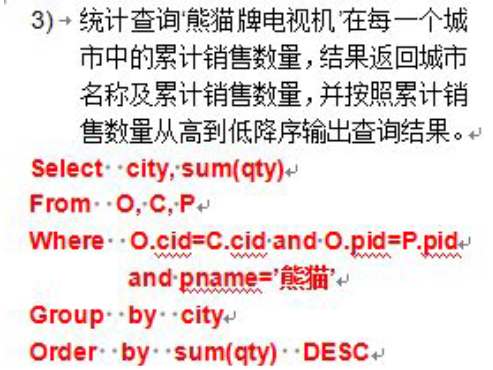 3) 统计查询‘熊猫牌电视机’在每一个城
市中的累计销售数量，结果返回城市
名称及累计销售数量，并按照累计销
售数量从高到低降序输出查询结果。
Select city, sum(qty)
From O, C, P
Where O.cid=C.cid and O.pid=P.pid
and pname=’熊猫’
Group by city
Order by sum(qty) DESC